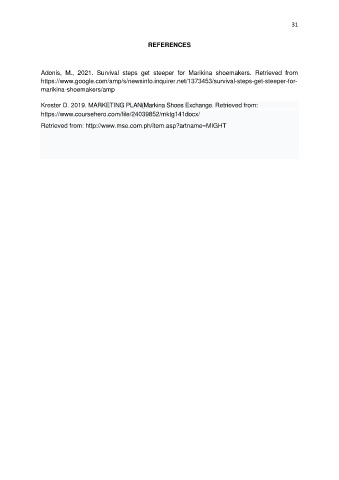 31
REFERENCES
Adonis, M., 2021. Survival steps get steeper for Marikina shoemakers. Retrieved from
https://www.google.com/amp/s/newsinfo.inquirer.net/1373453/survival-steps-get-steeper-for-
marikina-shoemakers/amp
Krester D. 2019. MARKETING PLAN|Markina Shoes Exchange. Retrieved from:
https://www.coursehero.com/file/24039852/mktg141docx/
Retrieved from: http://www.msx.com.ph/item.asp?artname=MIGHT